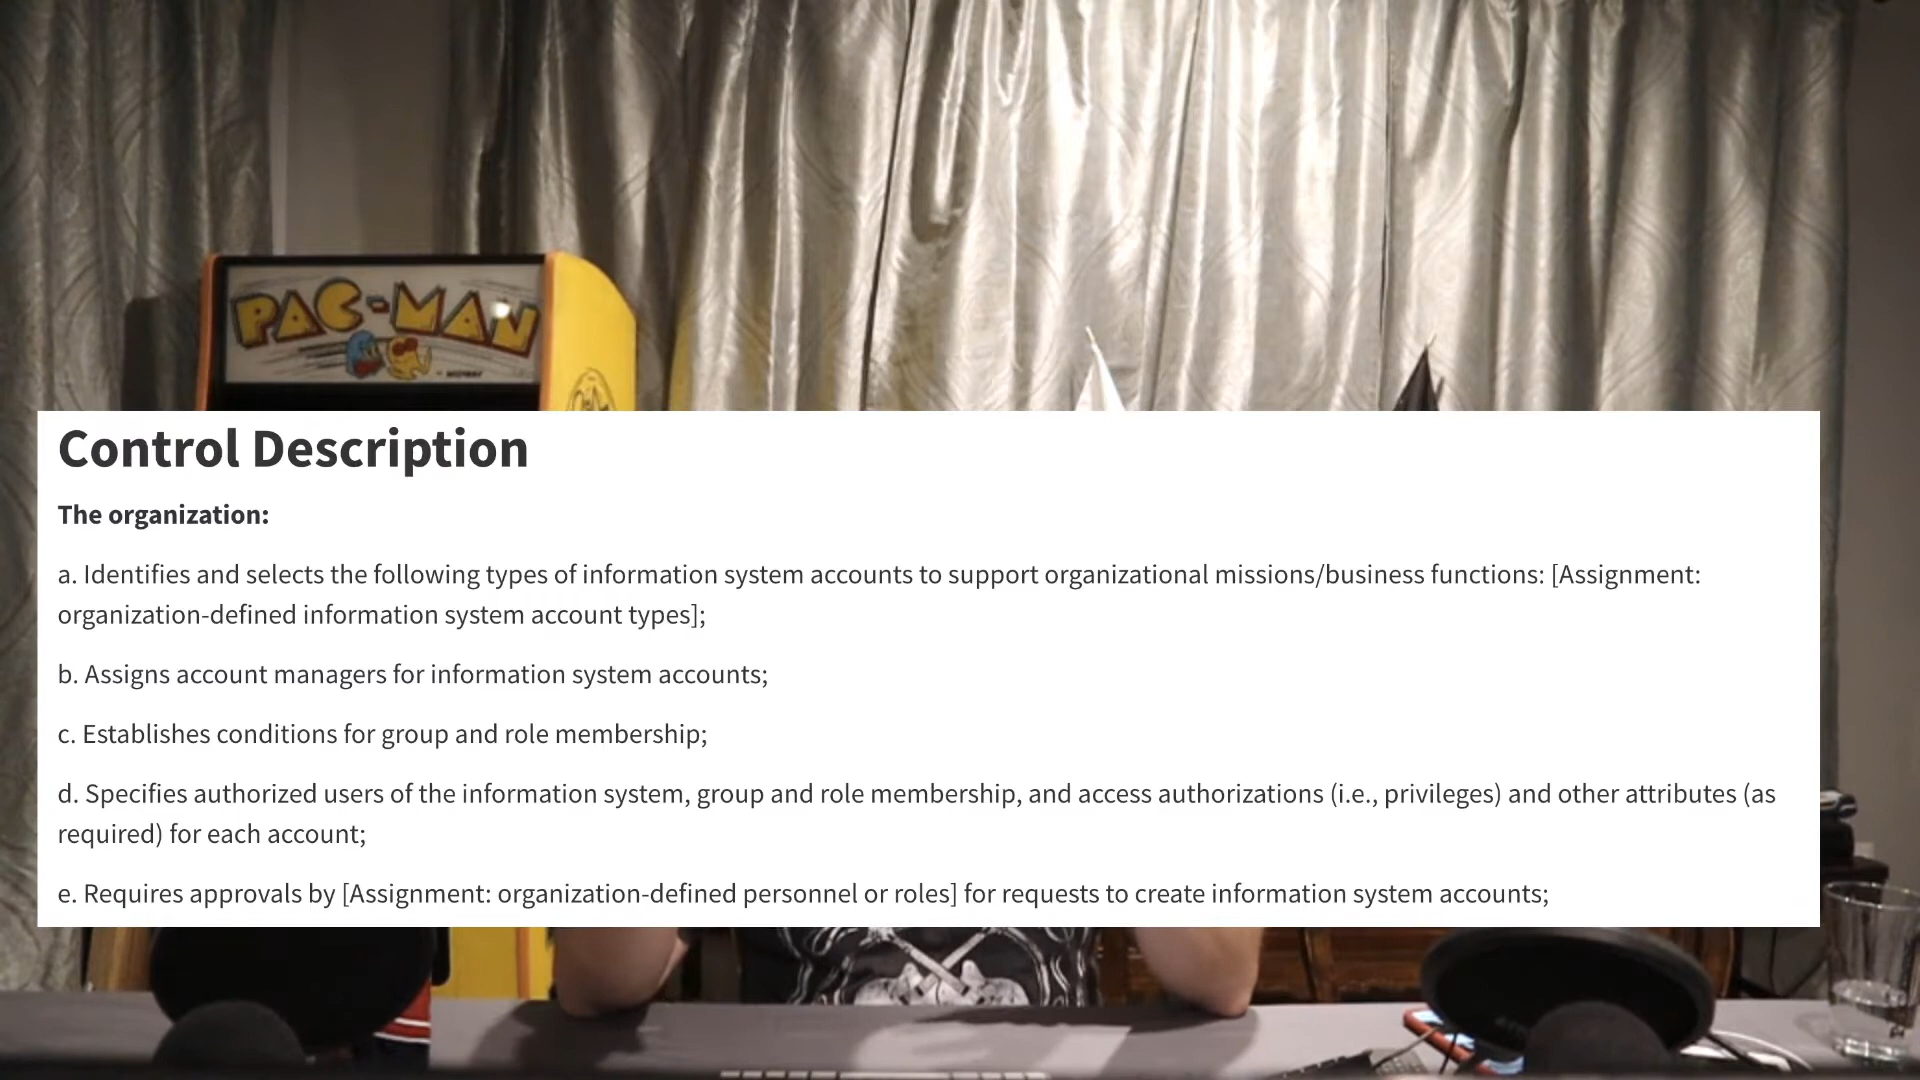 PAC-MAN
Control Description
The organization:
a. Identifies and selects the following types of information system accounts to support organizational missions/business functions: [Assignment:
organization-defined information system account types];
b. Assigns account managers for information system accounts;
c. Establishes conditions for group and role membership;
d. Specifies authorized users of the information system, group and role membership, and access authorizations (i.e., privileges) and other attributes (as
required) for each account;
e. Requires approvals by [Assignment: organization-defined personnel or roles] for requests to create information system accounts;